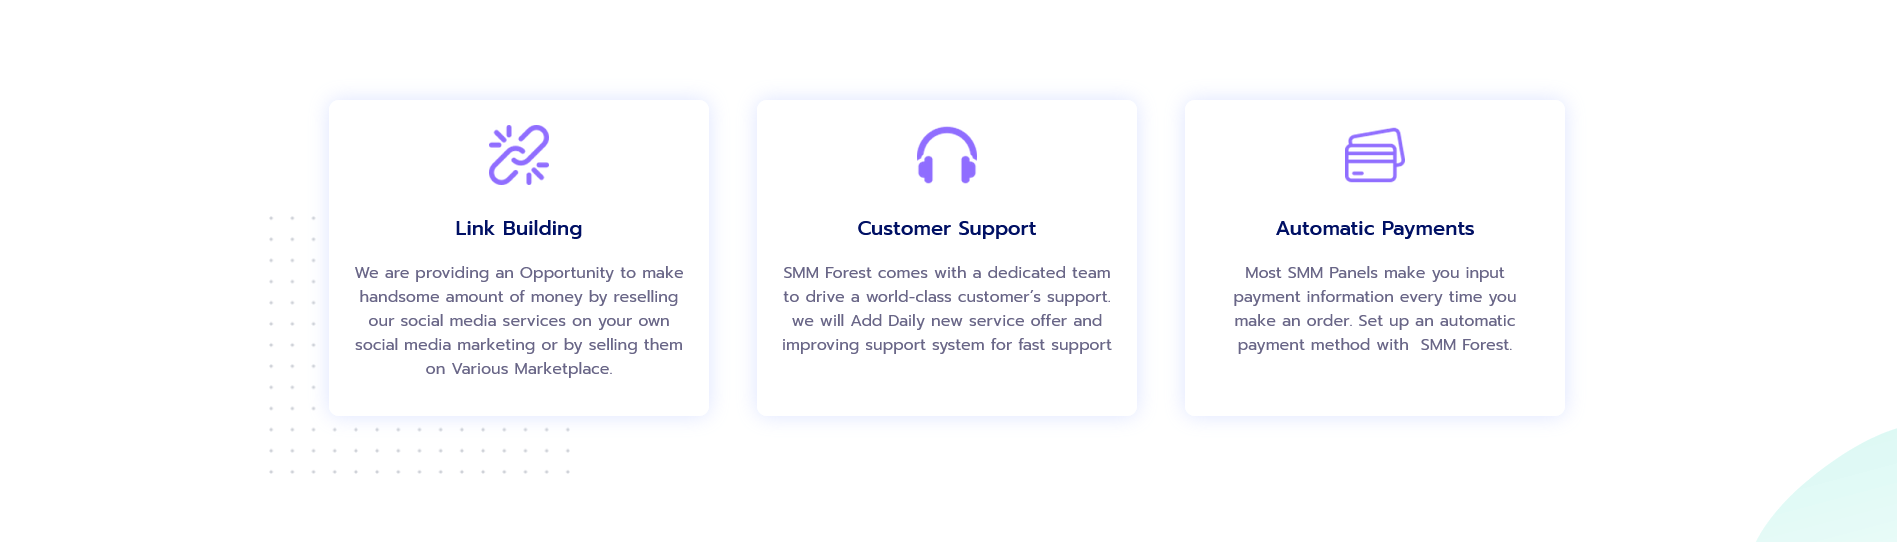 Link Building
We are providing an Opportunity to make
handsome amount of money by reselling
our social media services on your own
social media marketing or by selling them
on Various Marketplace.
Customer Support
SMM Forest comes with a dedicated team
to drive a world-class customer’s support.
we will Add Daily new service offer and
improving support system for fast support
Automatic Payments
Most SMM Panels make you input
payment information every time you
make an order. Set up an automatic
payment method with  SMM Forest.